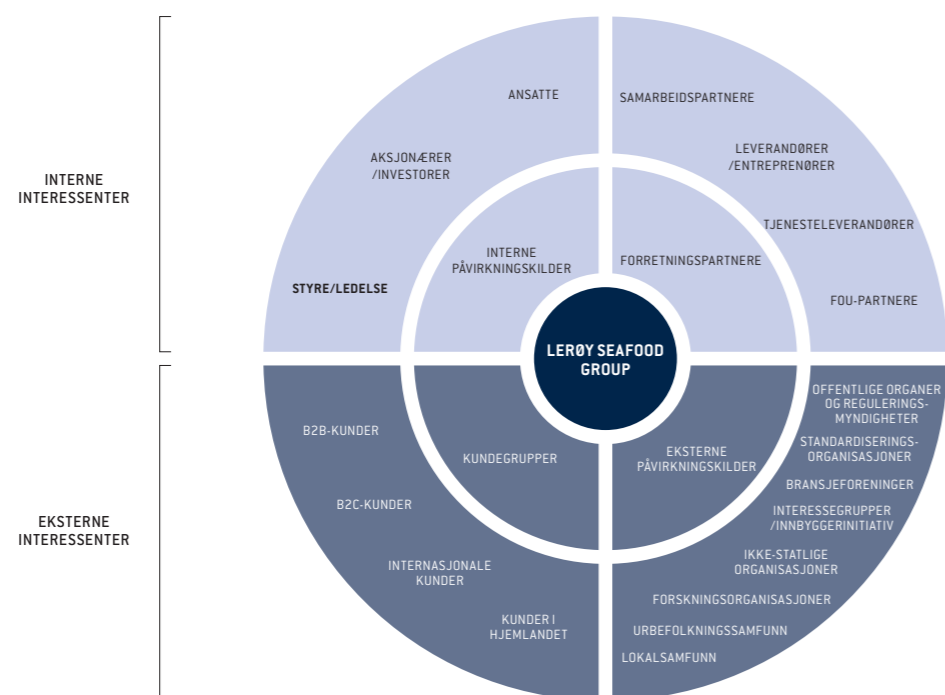 INTERNE
INTERESSENTER
ANSATTE
AKSJONÆRER
/INVESTORER
STYRE/LEDELSE
INTERNE
PÅVIRKNINGSKILDER
SAMARBEIDSPARTNERE
LEVERANDØRER
/ENTREPRENØRER
TJENESTELEVERANDØRER
FOU-PARTNERE
FORRETNINGSPARTNERE
LERØY SEAFOOD
GROUP
EKSTERNE
INTERESSENTER
B2B-KUNDER
B2C-KUNDER
INTERNASJONALE
KUNDER
KUNDER I
HJEMLANDET
KUNDEGRUPPER
EKSTERNE
PÅVIRKNINGSKILDER
OFFENTLIGE ORGANER
OG REGULERINGS-
MYNDIGHETER
STANDARDISERINGS-
ORGANISASJONER
BRANSJEFORENINGER
INTERESSEGRUPPER
/INNBYGGERINITIATIV
IKKE-STATLIGE
ORGANISASJONER
FORSKNINGSORGANISASJONER
URBEFOLKNINGSSAMFUNN
LOKALSAMFUNN